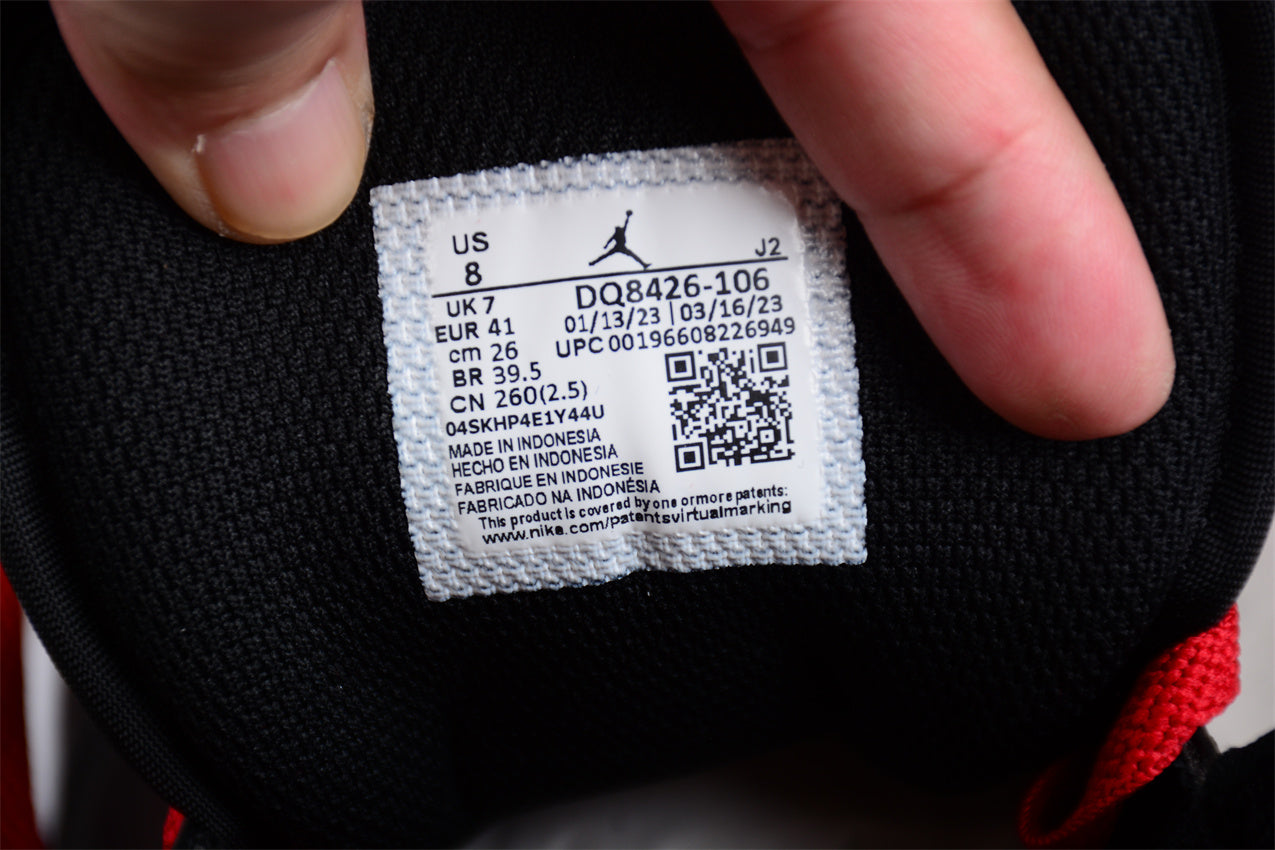 US
8
J2
UK 7
EUR 41
cm 26
BR 39.5
CN 260(2.5)
DQ8426-106
01/13/23 | 03/16/23
UPC 00196608226949
04SKHP4E1Y44U
MADE IN INDONESIA
HECHO EN INDONESIA
FABRIQUE EN INDONESIE
FABRICADO NA INDONÉSIA
This product is covered by one or more patents:
www.nike.com/patentsvirtualmarking